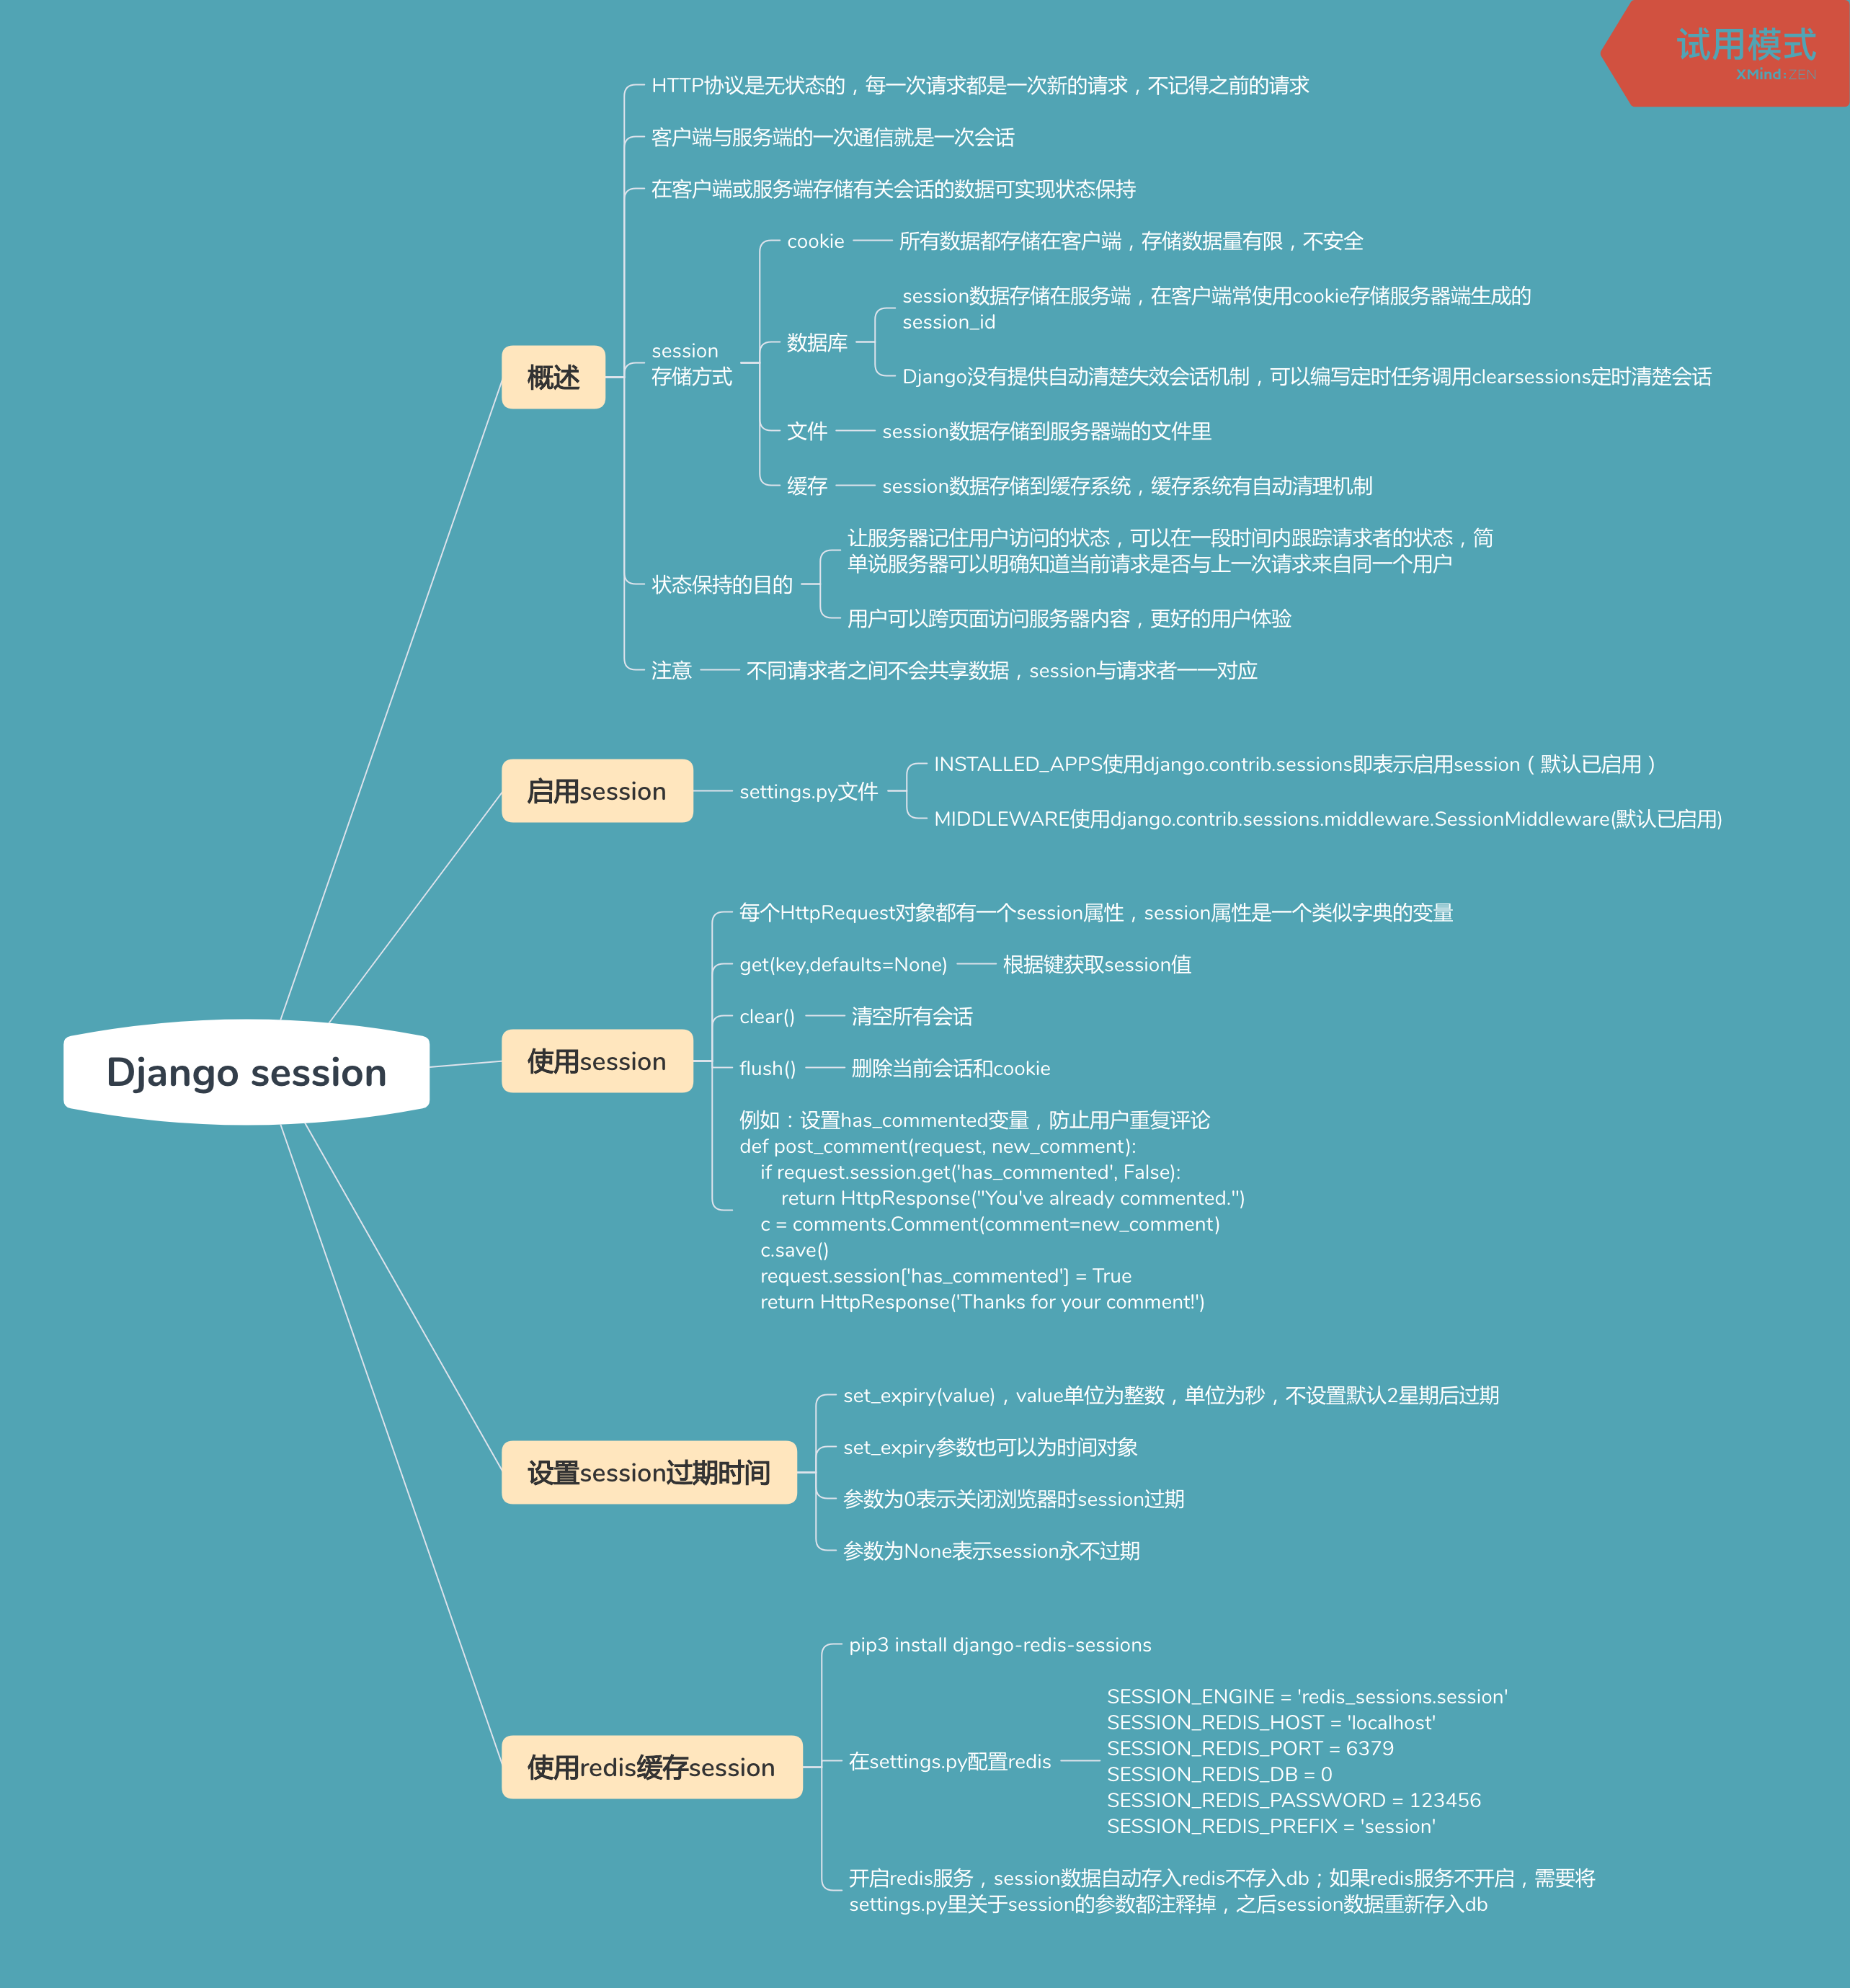 试用模式
XMind:ZEN
HTTP协议是无状态的，每一次请求都是一次新的请求，不记得之前的请求
客户端与服务端的一次通信就是一次会话
在客户端或服务端存储有关会话的数据可实现状态保持
cookie
所有数据都存储在客户端，存储数据量有限，不安全
session数据存储在服务端，在客户端常使用cookie存储服务器端生成的
session_id
数据库
session
存储方式
概述
Django没有提供自动清楚失效会话机制，可以编写定时任务调用clearsessions定时清楚会话
文件
session数据存储到服务器端的文件里
缓存
session数据存储到缓存系统，缓存系统有自动清理机制
让服务器记住用户访问的状态，可以在一段时间内跟踪请求者的状态，简
单说服务器可以明确知道当前请求是否与上一次请求来自同一个用户
状态保持的目的
用户可以跨页面访问服务器内容，更好的用户体验
注意
不同请求者之间不会共享数据，session与请求者一一对应
INSTALLED_APPS使用django.contrib.sessions即表示启用session（默认已启用）
启用session
settings.py文件
MIDDLEWARE使用django.contrib.sessions.middleware.SessionMiddleware(默认已启用)
每个HttpRequest对象都有一个session属性，session属性是一个类似字典的变量
get(key,defaults=None)
根据键获取session值
clear()
清空所有会话
使用session
flush()
删除当前会话和cookie
Django session
例如：设置has_commented变量，防止用户重复评论
def post_comment(request, new_comment):
    if request.session.get('has_commented', False):
        return HttpResponse("You've already commented.")
    c = comments.Comment(comment=new_comment)
    c.save()
    request.session['has_commented'] = True
    return HttpResponse('Thanks for your comment!')
set_expiry(value)，value单位为整数，单位为秒，不设置默认2星期后过期
set_expiry参数也可以为时间对象
设置session过期时间
参数为0表示关闭浏览器时session过期
参数为None表示session永不过期
pip3 install django-redis-sessions
SESSION_ENGINE = 'redis_sessions.session'
SESSION_REDIS_HOST = 'localhost'
SESSION_REDIS_PORT = 6379
在settings.py配置redis
使用redis缓存session
SESSION_REDIS_DB = 0
SESSION_REDIS_PASSWORD = 123456
SESSION_REDIS_PREFIX = 'session'
开启redis服务，session数据自动存入redis不存入db；如果redis服务不开启，需要将
settings.py里关于session的参数都注释掉，之后session数据重新存入db